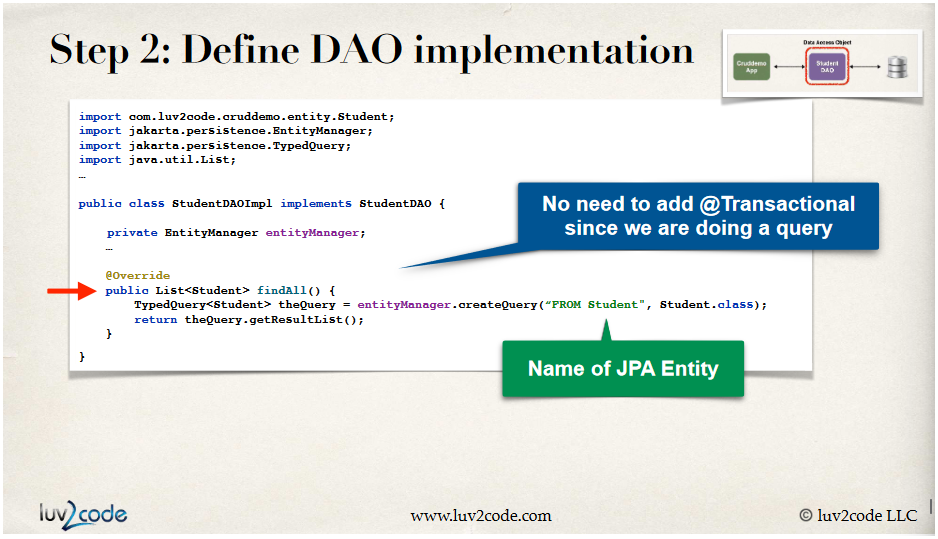 Step 2: Define DAO implementation
Data Access Object
Cruddemo
App
Student
DAO
import com.luv2code.cruddemo.entity.Student;
import jakarta.persistence.EntityManager;
import jakarta.persistence.TypedQuery;
import java.util.List;
…
public class StudentDAOImpl implements StudentDAO {
private EntityManager entityManager;
…
No need to add @Transactional
since we are doing a query
@Override
public List<Student> findAll() {
TypedQuery<Student> theQuery = entityManager.createQuery(“FROM Student", Student.class);
return theQuery.getResultList();
}
}
Name of JPA Entity
luv2code
www.luv2code.com
© luv2code LLC